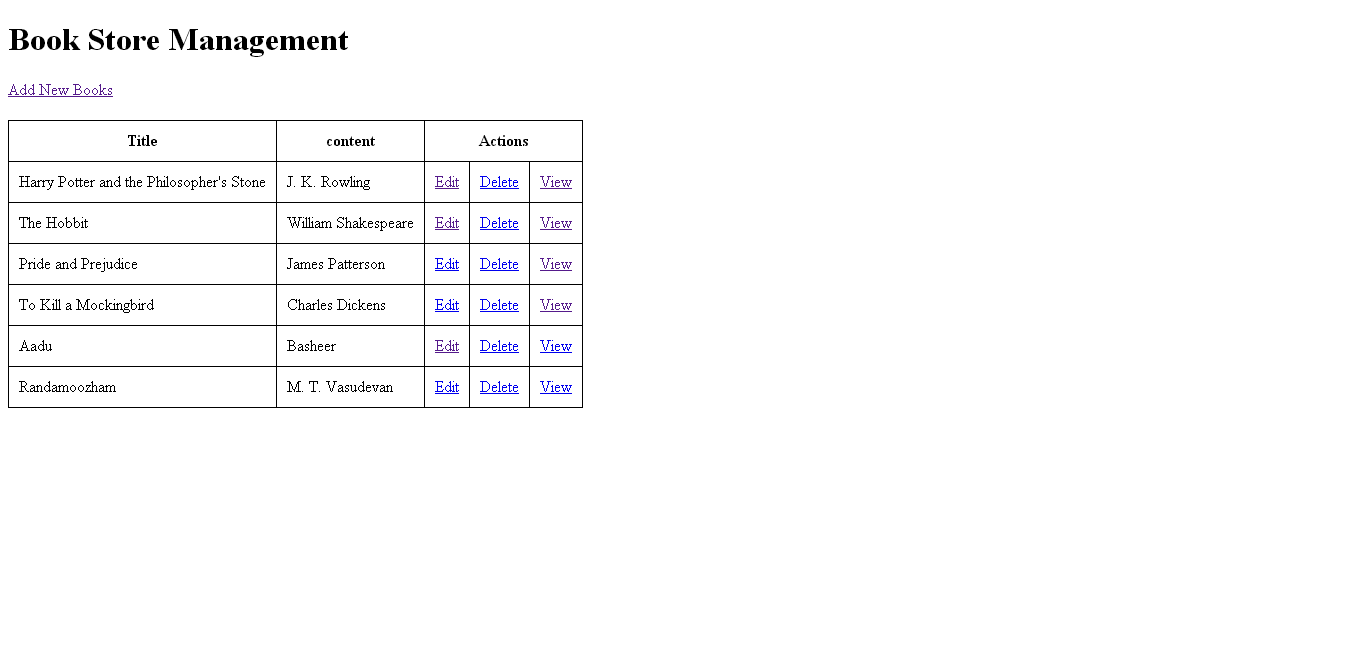 Book Store Management
Add New Books
Title content Actions
Harry Potter and the Philosopher's Stone J. K. Rowling Edit Delete View
The Hobbit William Shakespeare Edit Delete View
Pride and Prejudice James Patterson Edit Delete View
To Kill a Mockingbird Charles Dickens Edit Delete View
Aadu Basheer Edit Delete View
Randamoozham M. T. Vasudevan Edit Delete View